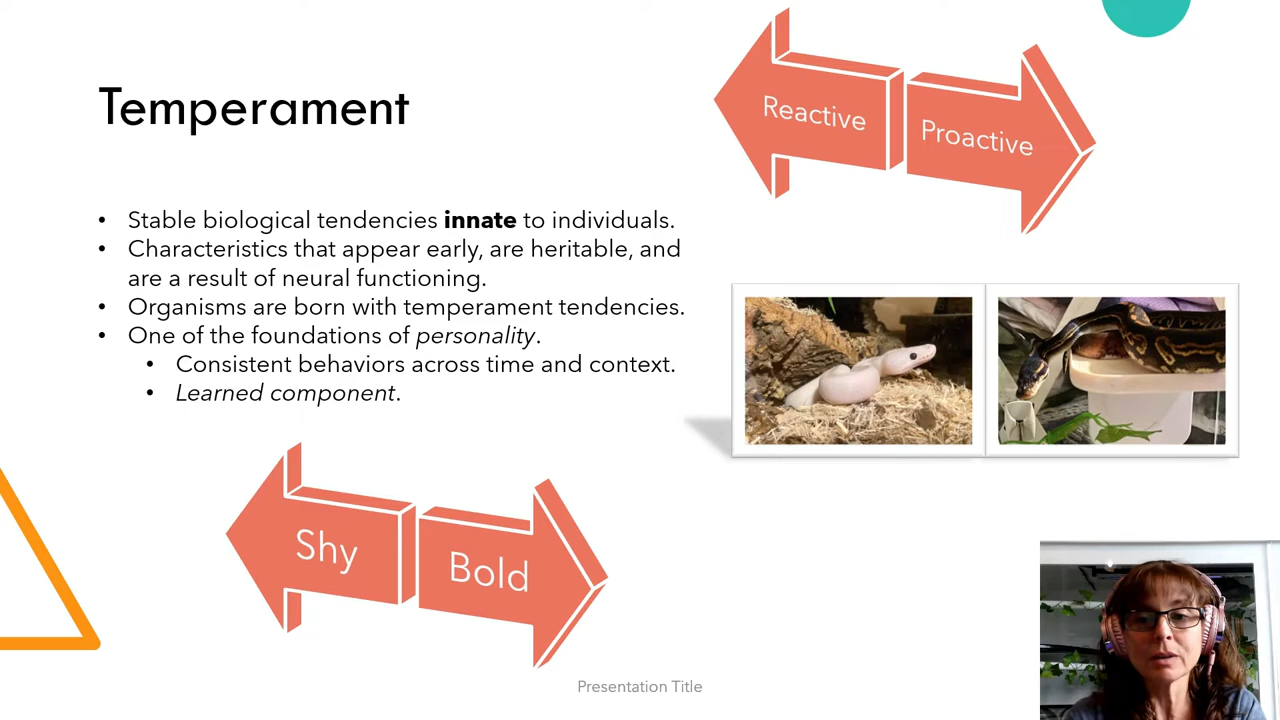 Reactive
Proactive
Temperament
• Stable biological tendencies innate to individuals.
• Characteristics that appear early, are heritable, and
are a result of neural functioning.
• Organisms are born with temperament tendencies.
• One of the foundations of personality.
• Consistent behaviors across time and context.
• Learned component.
Shy
Bold
Presentation Title